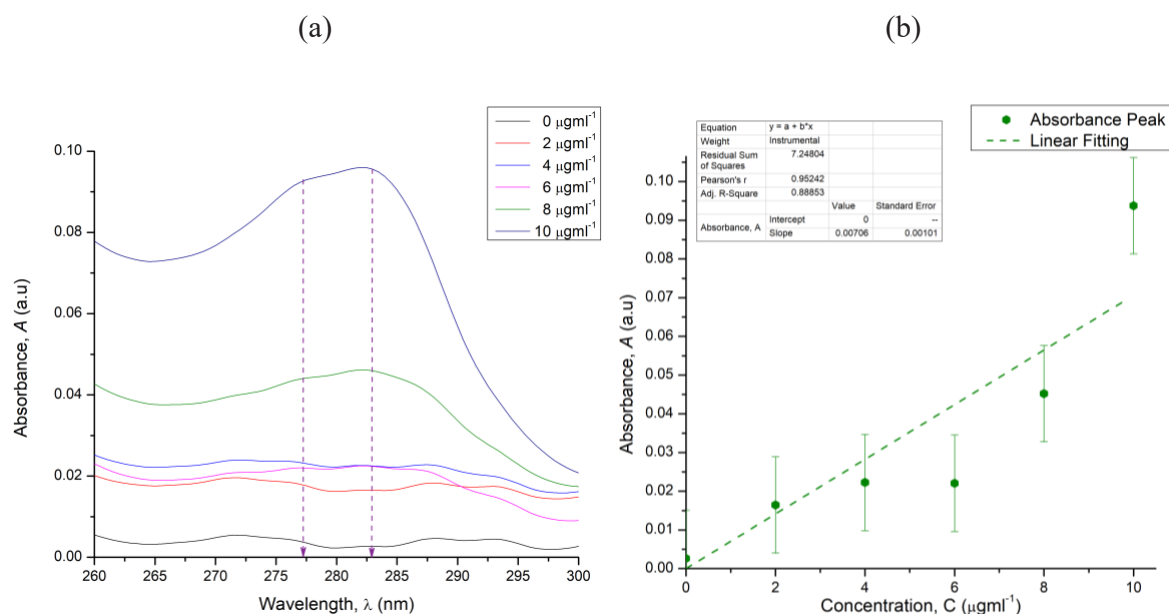 (a)
(b)
0 μgml⁻¹
2 μgml⁻¹
4 μgml⁻¹
6 μgml⁻¹
8 μgml⁻¹
10 μgml⁻¹
0.10
0.08
0.06
0.04
0.02
0.00
Absorbance, A (a.u)
260 265 270 275 280 285 290 295 300
Wavelength, λ (nm)
Absorbance Peak
Linear Fitting
Equation y = a + b*x
Weight Instrumental
Residual Sum of Squares 7.24804
Pearson's r 0.95242
Adj. R-Square 0.88853
Value Standard Error
Absorbance, A Intercept 0 --
Slope 0.00706 0.00101
0.10
0.09
0.08
0.07
0.06
0.05
0.04
0.03
0.02
0.01
0.00
Absorbance, A (a.u)
0 2 4 6 8 10
Concentration, C (μgml⁻¹)